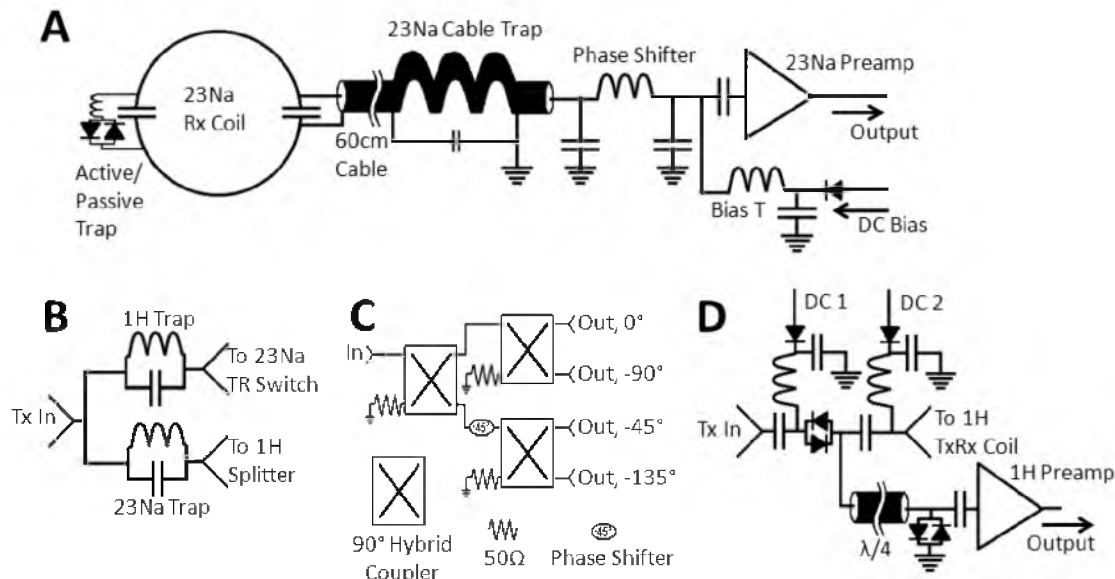 A
23Na Cable Trap
Phase Shifter
23Na Preamp
23Na
Rx Coil
Output
60cm
Cable
Active/
Passive
Trap
Bias T
DC Bias
B
1H Trap
To 23Na
TR Switch
Tx In
To 1H
Splitter
23Na Trap
C
In
Out, 0°
Out, -90°
-45°
Out, -45°
Out, -135°
90° Hybrid
Coupler
50Ω
-45°
Phase Shifter
D
DC 1
DC 2
Tx In
To 1H
TxRx Coil
1H Preamp
λ/4
Output